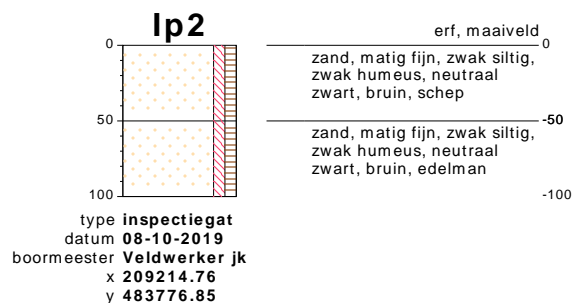 Ip2
erf, maaiveld
0
0
zand, matig fijn, zwak siltig,
zwak humeus, neutraal
zwart, bruin, schep
50
-50
zand, matig fijn, zwak siltig,
zwak humeus, neutraal
zwart, bruin, edelman
100
-100
type inspectiegat
datum 08-10-2019
boormeester Veldwerker jk
x 209214.76
y 483776.85